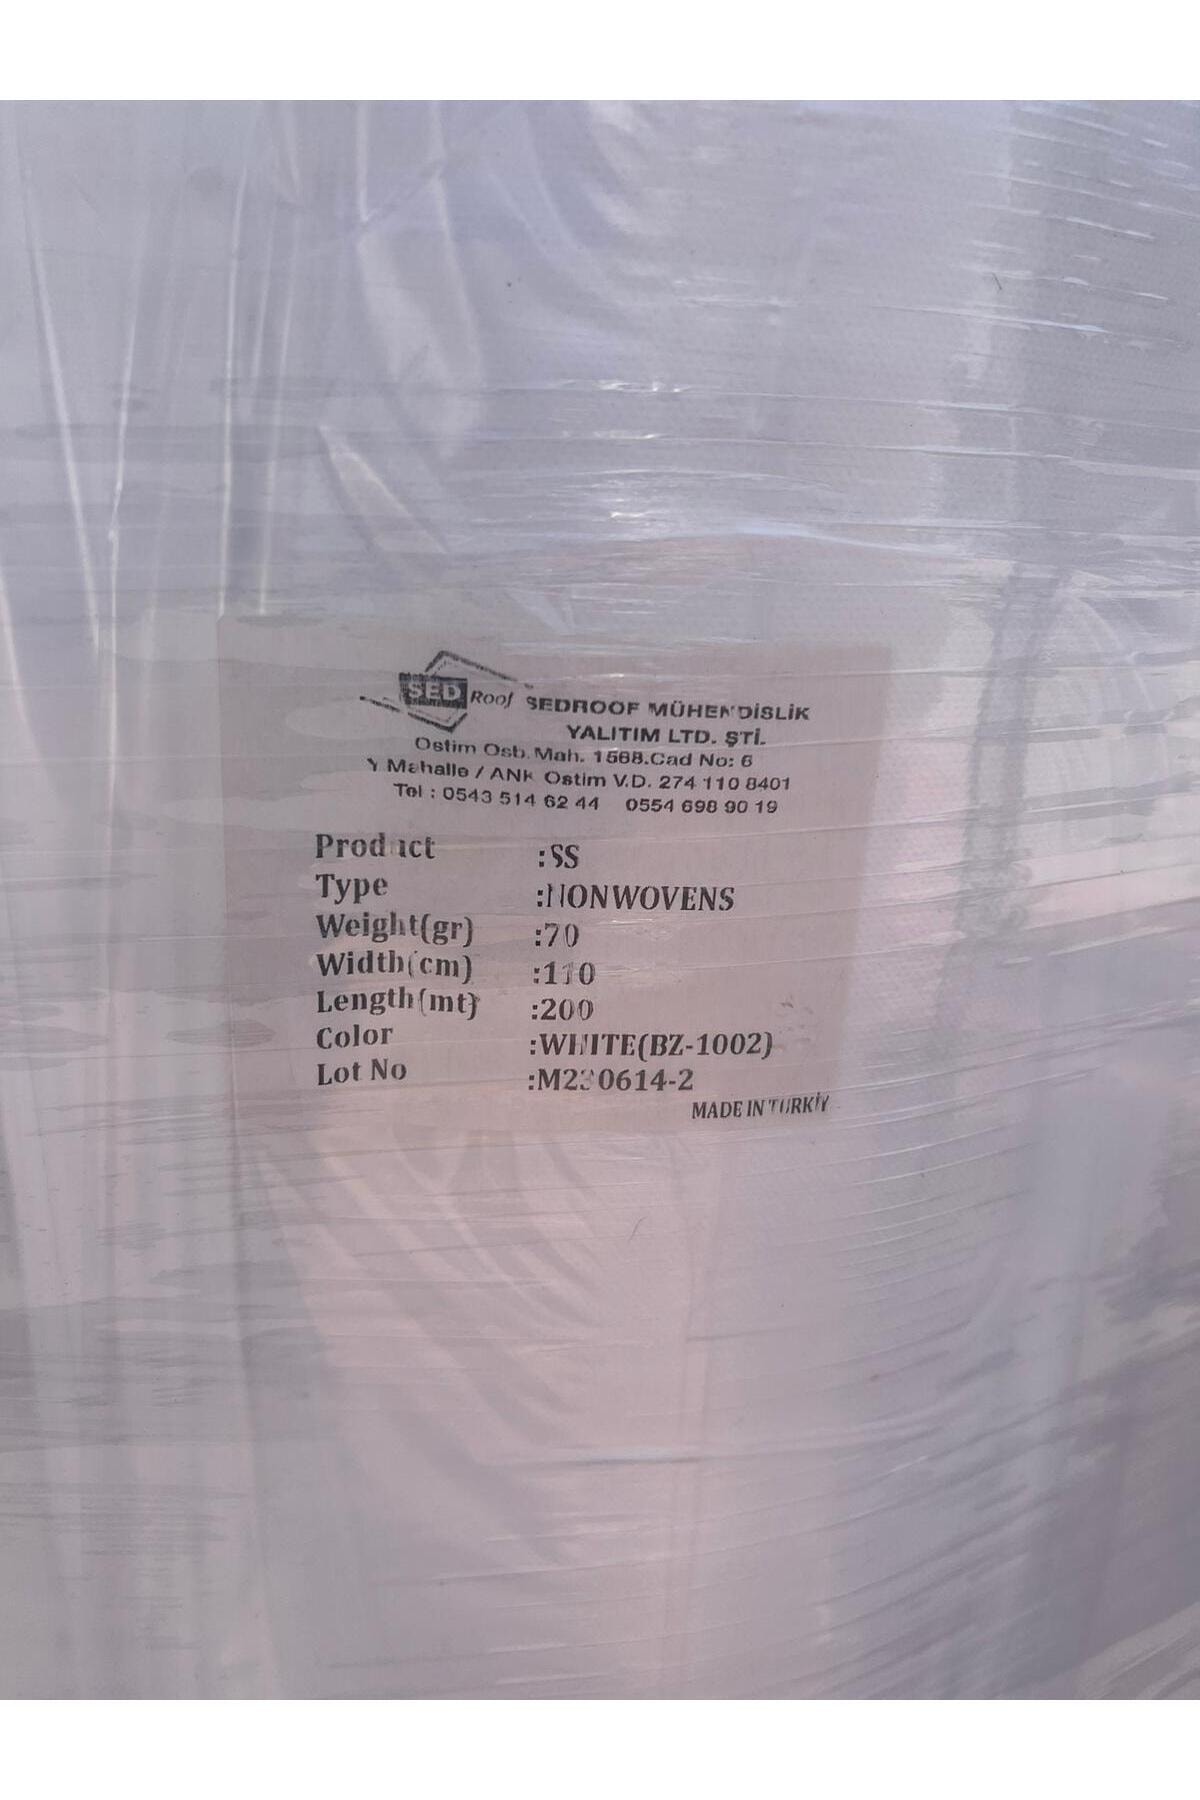 SED Roof SEDROOF MÜHENDİSLİK
YALITIM LTD. ŞTİ.
Ostim Osb. Mah. 1568.Cad No: 6
Y Mahalle / ANK Ostim V.D. 274 110 8401
Tel : 0543 514 62 44 0554 698 90 19
Product :SS
Type :NONWOVENS
Weight(gr) :70
Width(cm) :110
Length(mt) :200
Color :WHITE(BZ-1002)
Lot No :M230614-2
MADE IN TURKİY